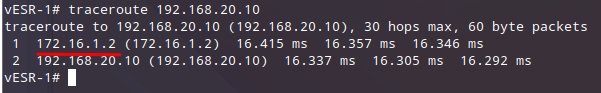 vESR-1# traceroute 192.168.20.10
traceroute to 192.168.20.10 (192.168.20.10), 30 hops max, 60 byte packets
 1  172.16.1.2 (172.16.1.2)  16.415 ms  16.357 ms  16.346 ms
 2  192.168.20.10 (192.168.20.10)  16.337 ms  16.305 ms  16.292 ms
vESR-1#